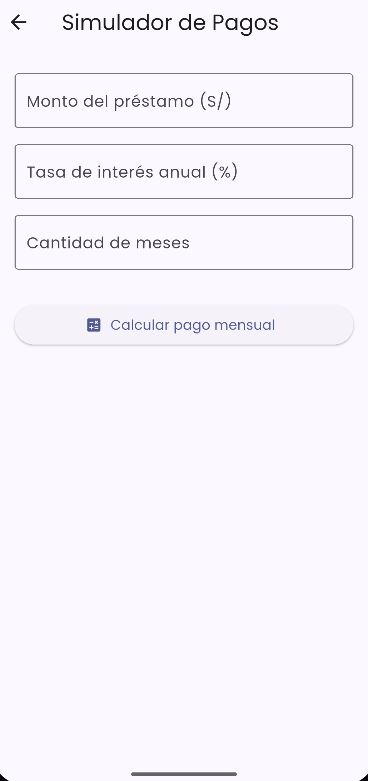 Simulador de Pagos
Monto del préstamo (S/)
Tasa de interés anual (%)
Cantidad de meses
Calcular pago mensual